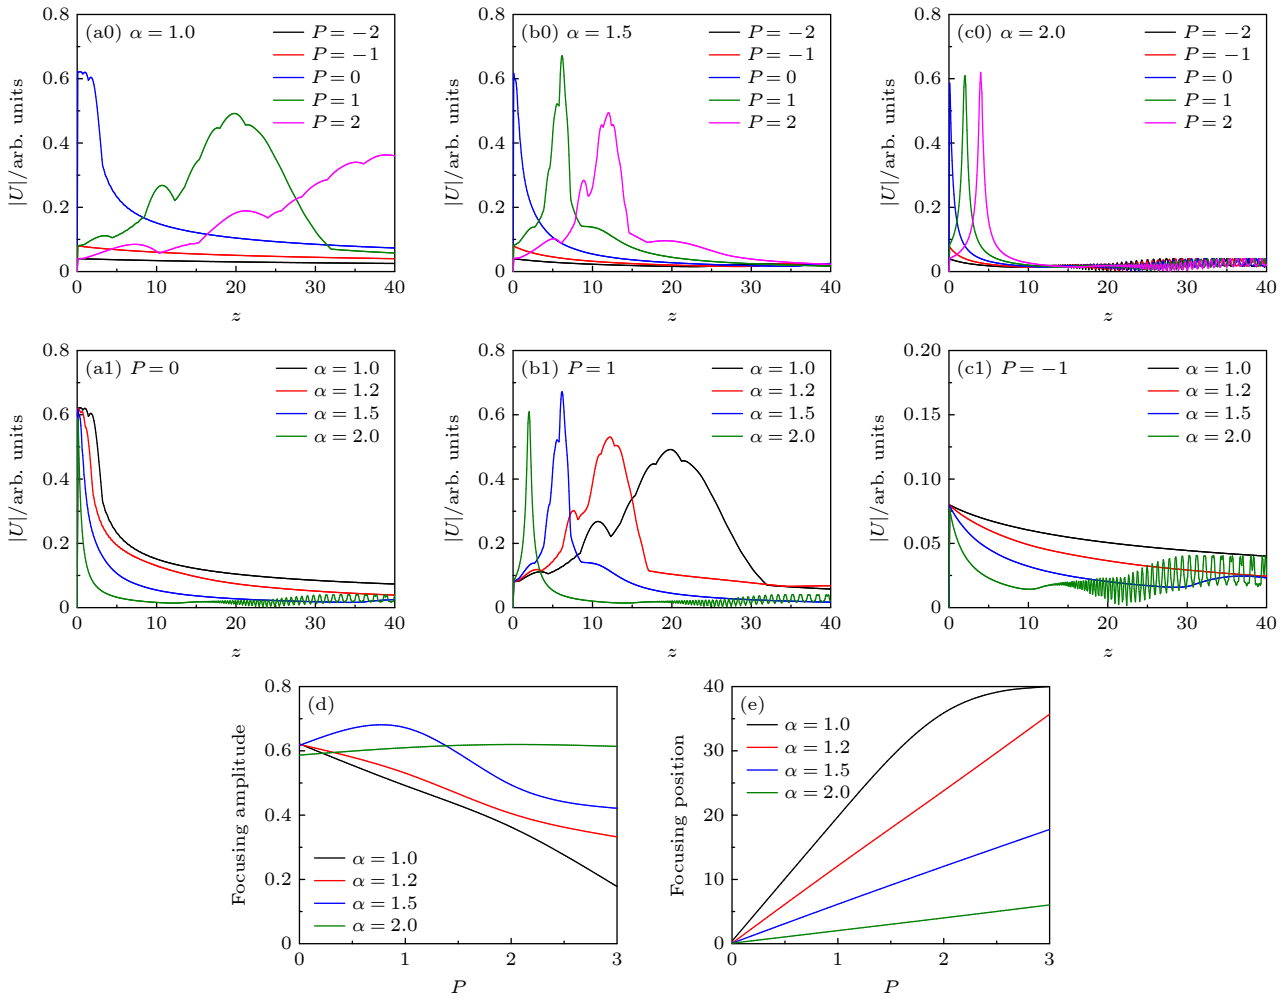 (a0) α = 1.0
P = −2
P = −1
P = 0
P = 1
P = 2
|U|/arb. units
0.8
0.6
0.4
0.2
0
0 10 20 30 40
z
(b0) α = 1.5
P = −2
P = −1
P = 0
P = 1
P = 2
|U|/arb. units
0.8
0.6
0.4
0.2
0
0 10 20 30 40
z
(c0) α = 2.0
P = −2
P = −1
P = 0
P = 1
P = 2
|U|/arb. units
0.8
0.6
0.4
0.2
0
0 10 20 30 40
z
(a1) P = 0
α = 1.0
α = 1.2
α = 1.5
α = 2.0
|U|/arb. units
0.8
0.6
0.4
0.2
0
0 10 20 30 40
z
(b1) P = 1
α = 1.0
α = 1.2
α = 1.5
α = 2.0
|U|/arb. units
0.8
0.6
0.4
0.2
0
0 10 20 30 40
z
(c1) P = −1
α = 1.0
α = 1.2
α = 1.5
α = 2.0
|U|/arb. units
0.20
0.15
0.10
0.05
0
0 10 20 30 40
z
(d)
α = 1.0
α = 1.2
α = 1.5
α = 2.0
Focusing amplitude
0.8
0.6
0.4
0.2
0
0 1 2 3
P
(e)
α = 1.0
α = 1.2
α = 1.5
α = 2.0
Focusing position
40
30
20
10
0
0 1 2 3
P